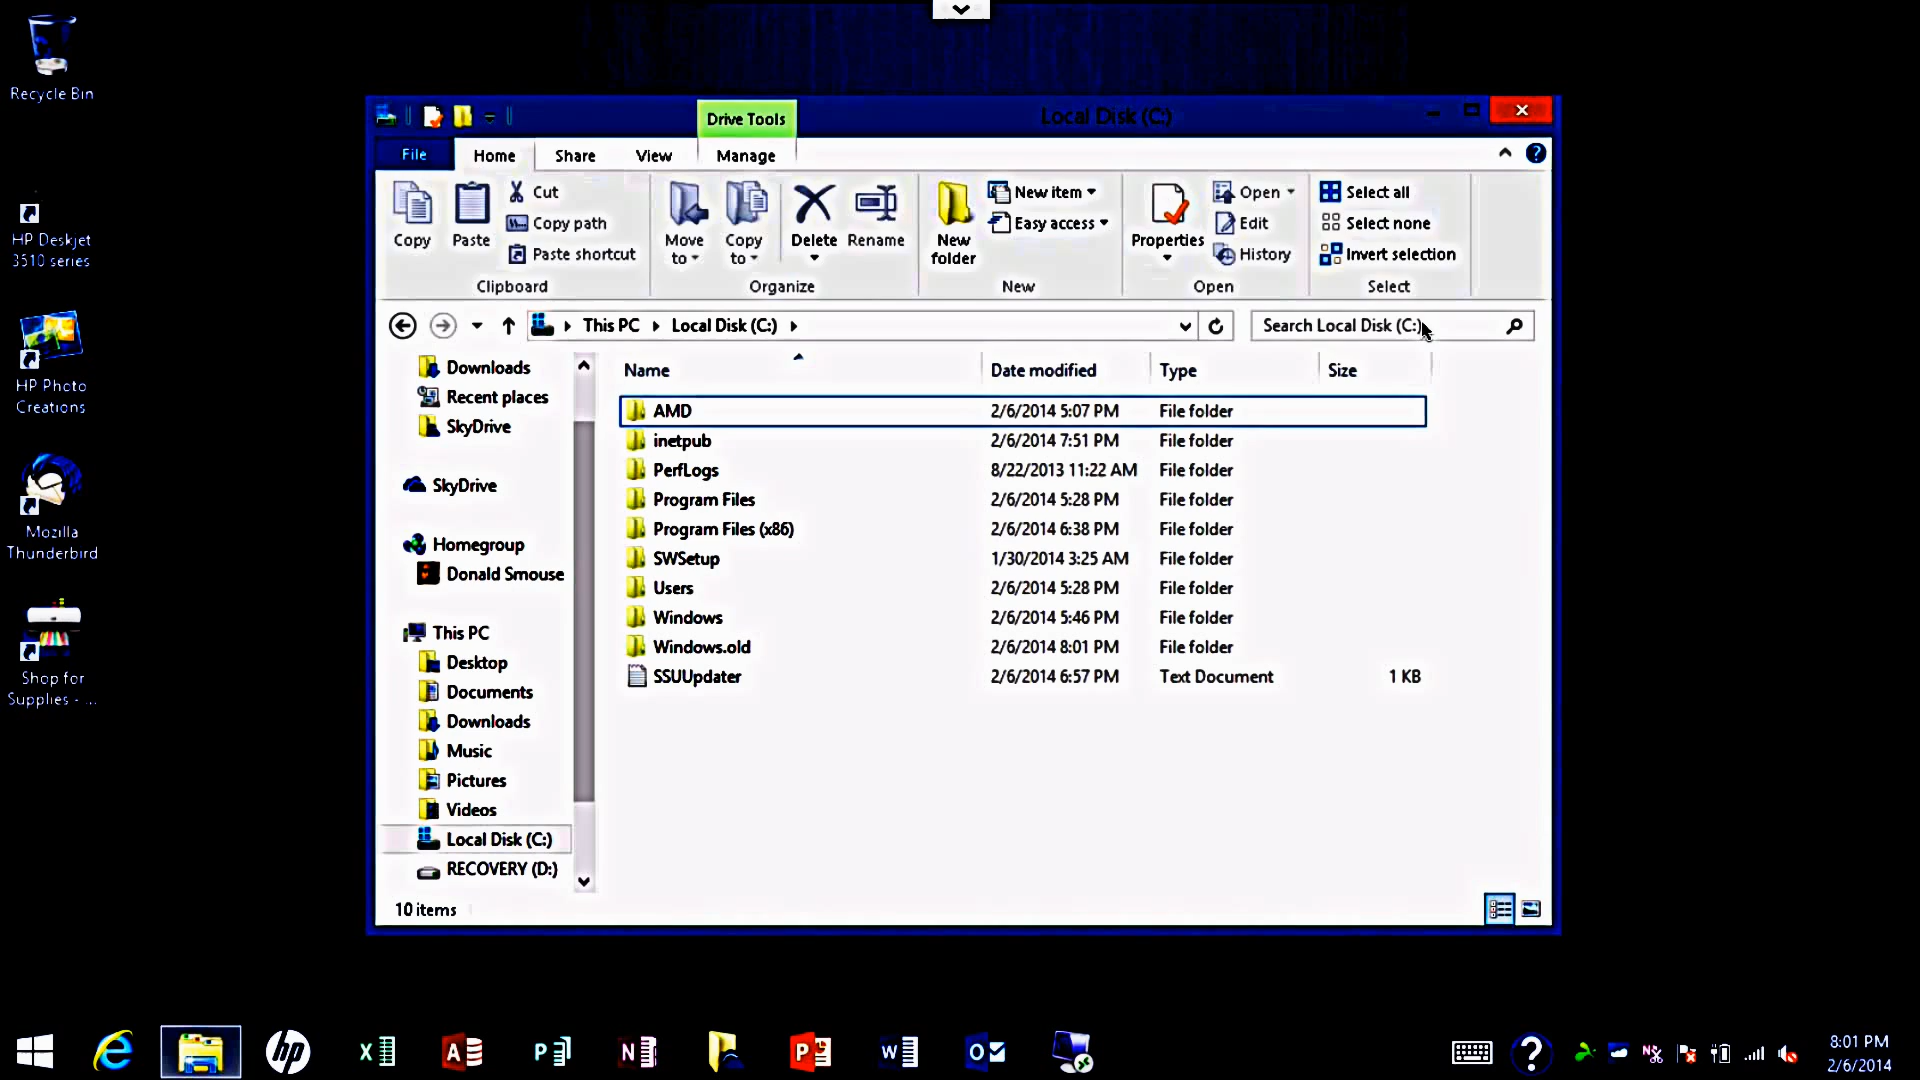 Recycle Bin
HP Deskjet
3510 series
HP Photo
Creations
Mozilla
Thunderbird
Shop for
Supplies - ...
Drive Tools
Local Disk (C:)
File
Home
Share
View
Manage
Copy
Paste
Cut
Copy path
Paste shortcut
Clipboard
Move
to
Copy
to
Delete
Rename
Organize
New
folder
New item
Easy access
New
Properties
Open
Edit
History
Open
Select all
Select none
Invert selection
Select
This PC
Local Disk (C:)
Search Local Disk (C:)
Downloads
Recent places
SkyDrive
SkyDrive
Homegroup
Donald Smouse
This PC
Desktop
Documents
Downloads
Music
Pictures
Videos
Local Disk (C:)
RECOVERY (D:)
Name Date modified Type Size
AMD 2/6/2014 5:07 PM File folder
inetpub 2/6/2014 7:51 PM File folder
PerfLogs 8/22/2013 11:22 AM File folder
Program Files 2/6/2014 5:28 PM File folder
Program Files (x86) 2/6/2014 6:38 PM File folder
SWSetup 1/30/2014 3:25 AM File folder
Users 2/6/2014 5:28 PM File folder
Windows 2/6/2014 5:46 PM File folder
Windows.old 2/6/2014 8:01 PM File folder
SSUUpdater 2/6/2014 6:57 PM Text Document 1 KB
10 items
8:01 PM
2/6/2014